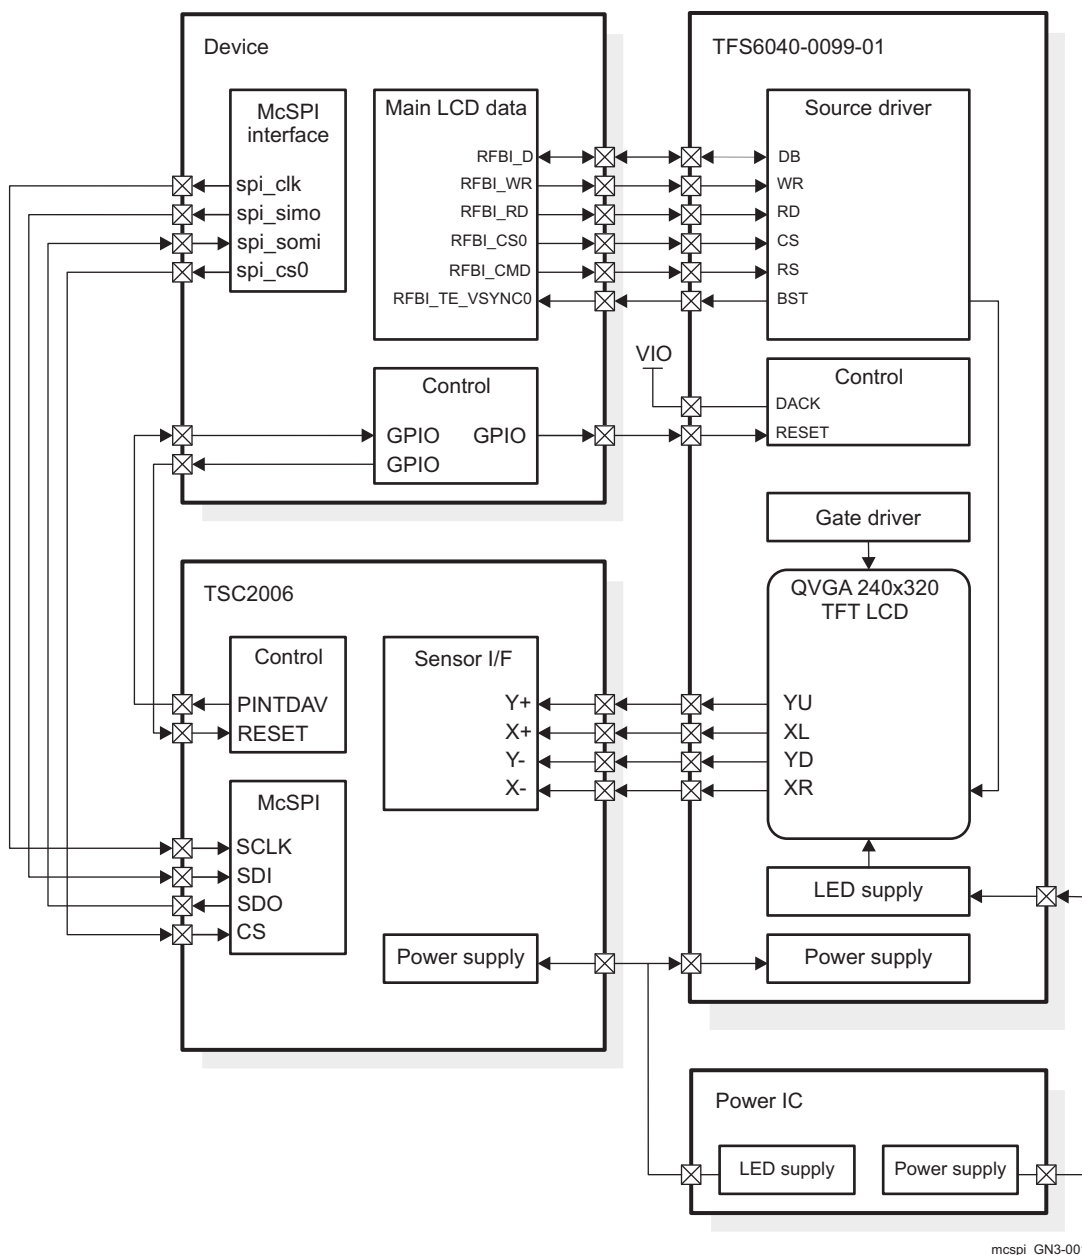 Device
McSPI
interface
spi_clk
spi_simo
spi_somi
spi_cs0
Main LCD data
RFBI_D
RFBI_WR
RFBI_RD
RFBI_CS0
RFBI_CMD
RFBI_TE_VSYNC0
Control
GPIO GPIO
GPIO
TFS6040-0099-01
Source driver
DB
WR
RD
CS
RS
BST
VIO
Control
DACK
RESET
Gate driver
QVGA 240x320
TFT LCD
YU
XL
YD
XR
LED supply
Power supply
TSC2006
Control
PINTDAV
RESET
Sensor I/F
Y+
X+
Y-
X-
McSPI
SCLK
SDI
SDO
CS
Power supply
Power IC
LED supply
Power supply